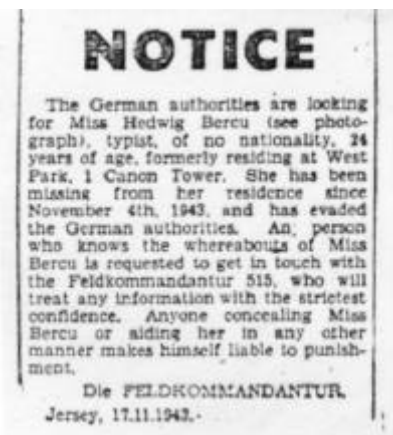 NOTICE
The German authorities are looking
for Miss Hedwig Bercu (see photo-
graph), typist, of no nationality, 24
years of age, formerly residing at West
Park, 1 Canon Tower. She has been
missing from her residence since
November 4th, 1943, and has evaded
the German authorities. An person
who knows the whereabouts of Miss
Bercu is requested to get in touch with
the Feldkommandantur 515, who will
treat any information with the strictest
confidence. Anyone concealing Miss
Bercu or aiding her in any other
manner makes himself liable to punish-
ment.
Die FELDKOMMANDANTUR.
Jersey, 17.11.1943.-